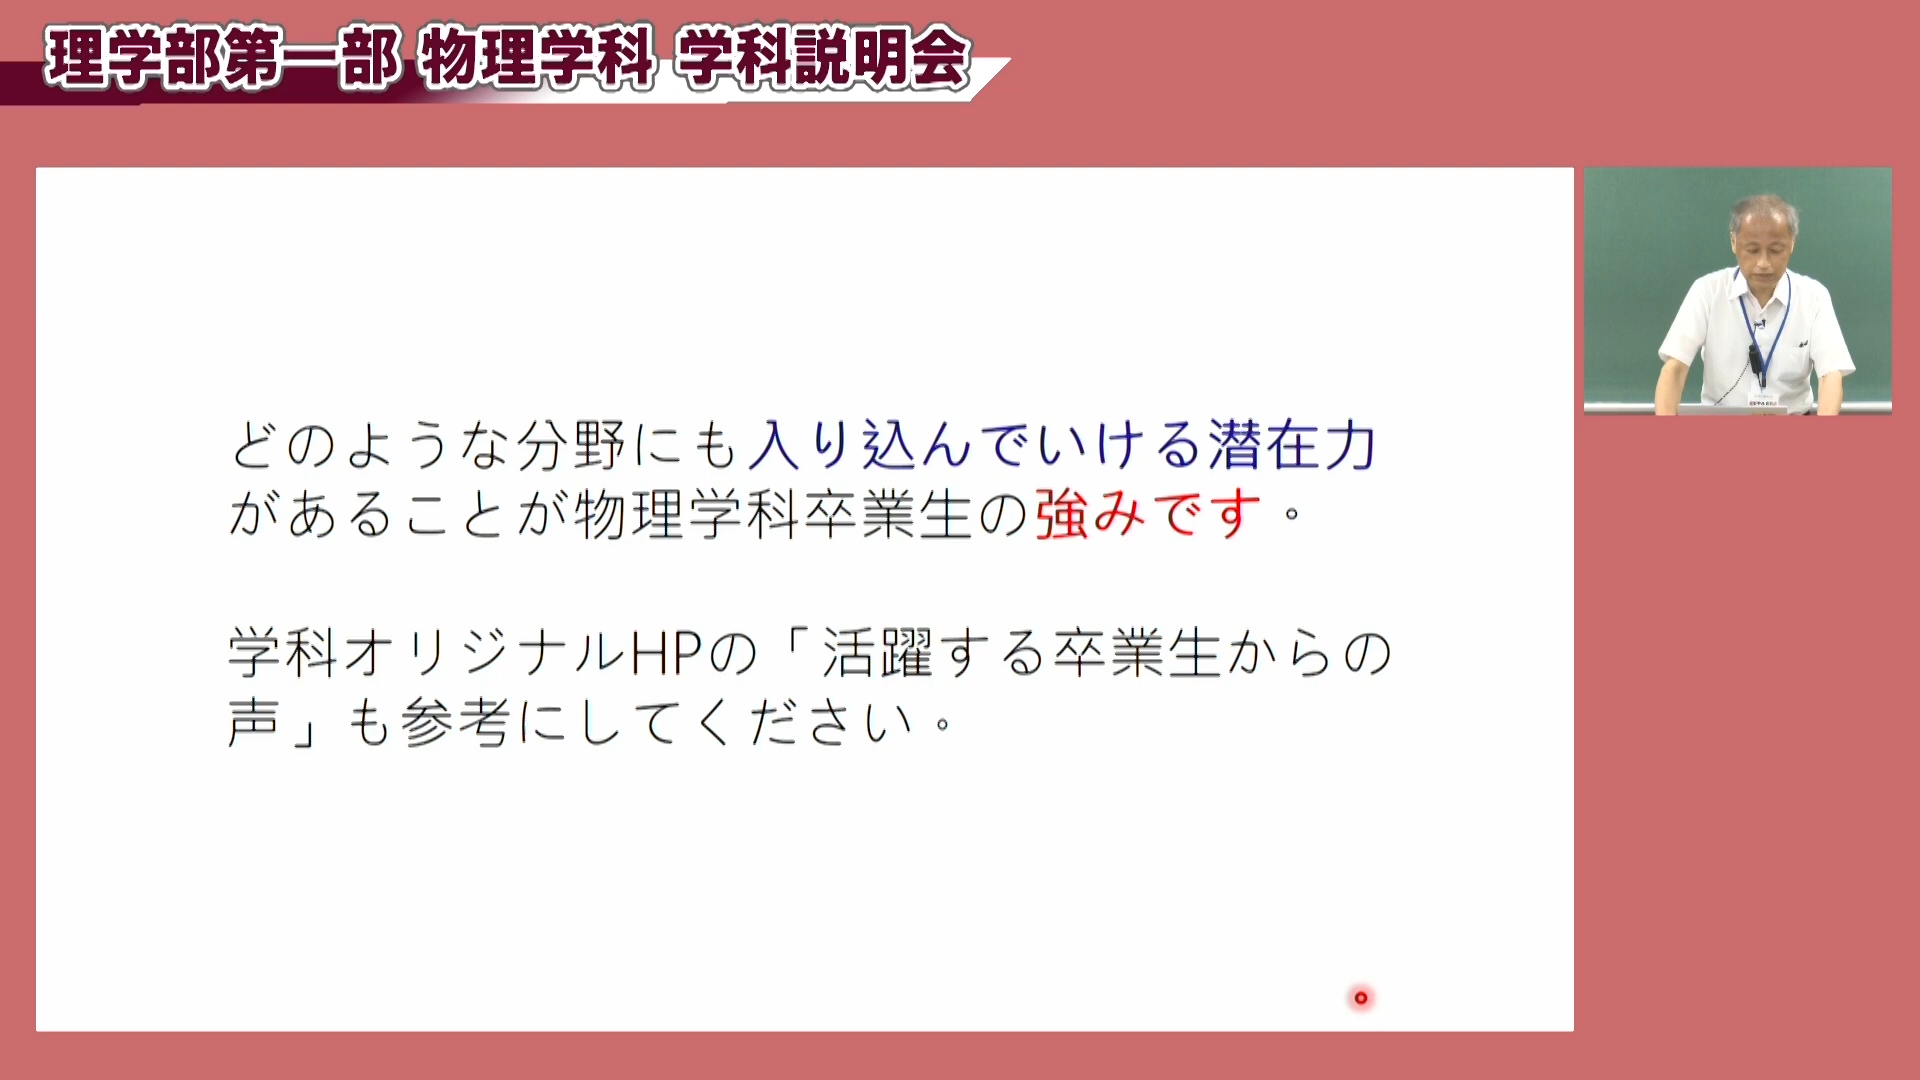 理学部第一部 物理学科 学科説明会
どのような分野にも入り込んでいける潜在力
があることが物理学科卒業生の強みです。
学科オリジナルHPの「活躍する卒業生からの
声」も参考にしてください。